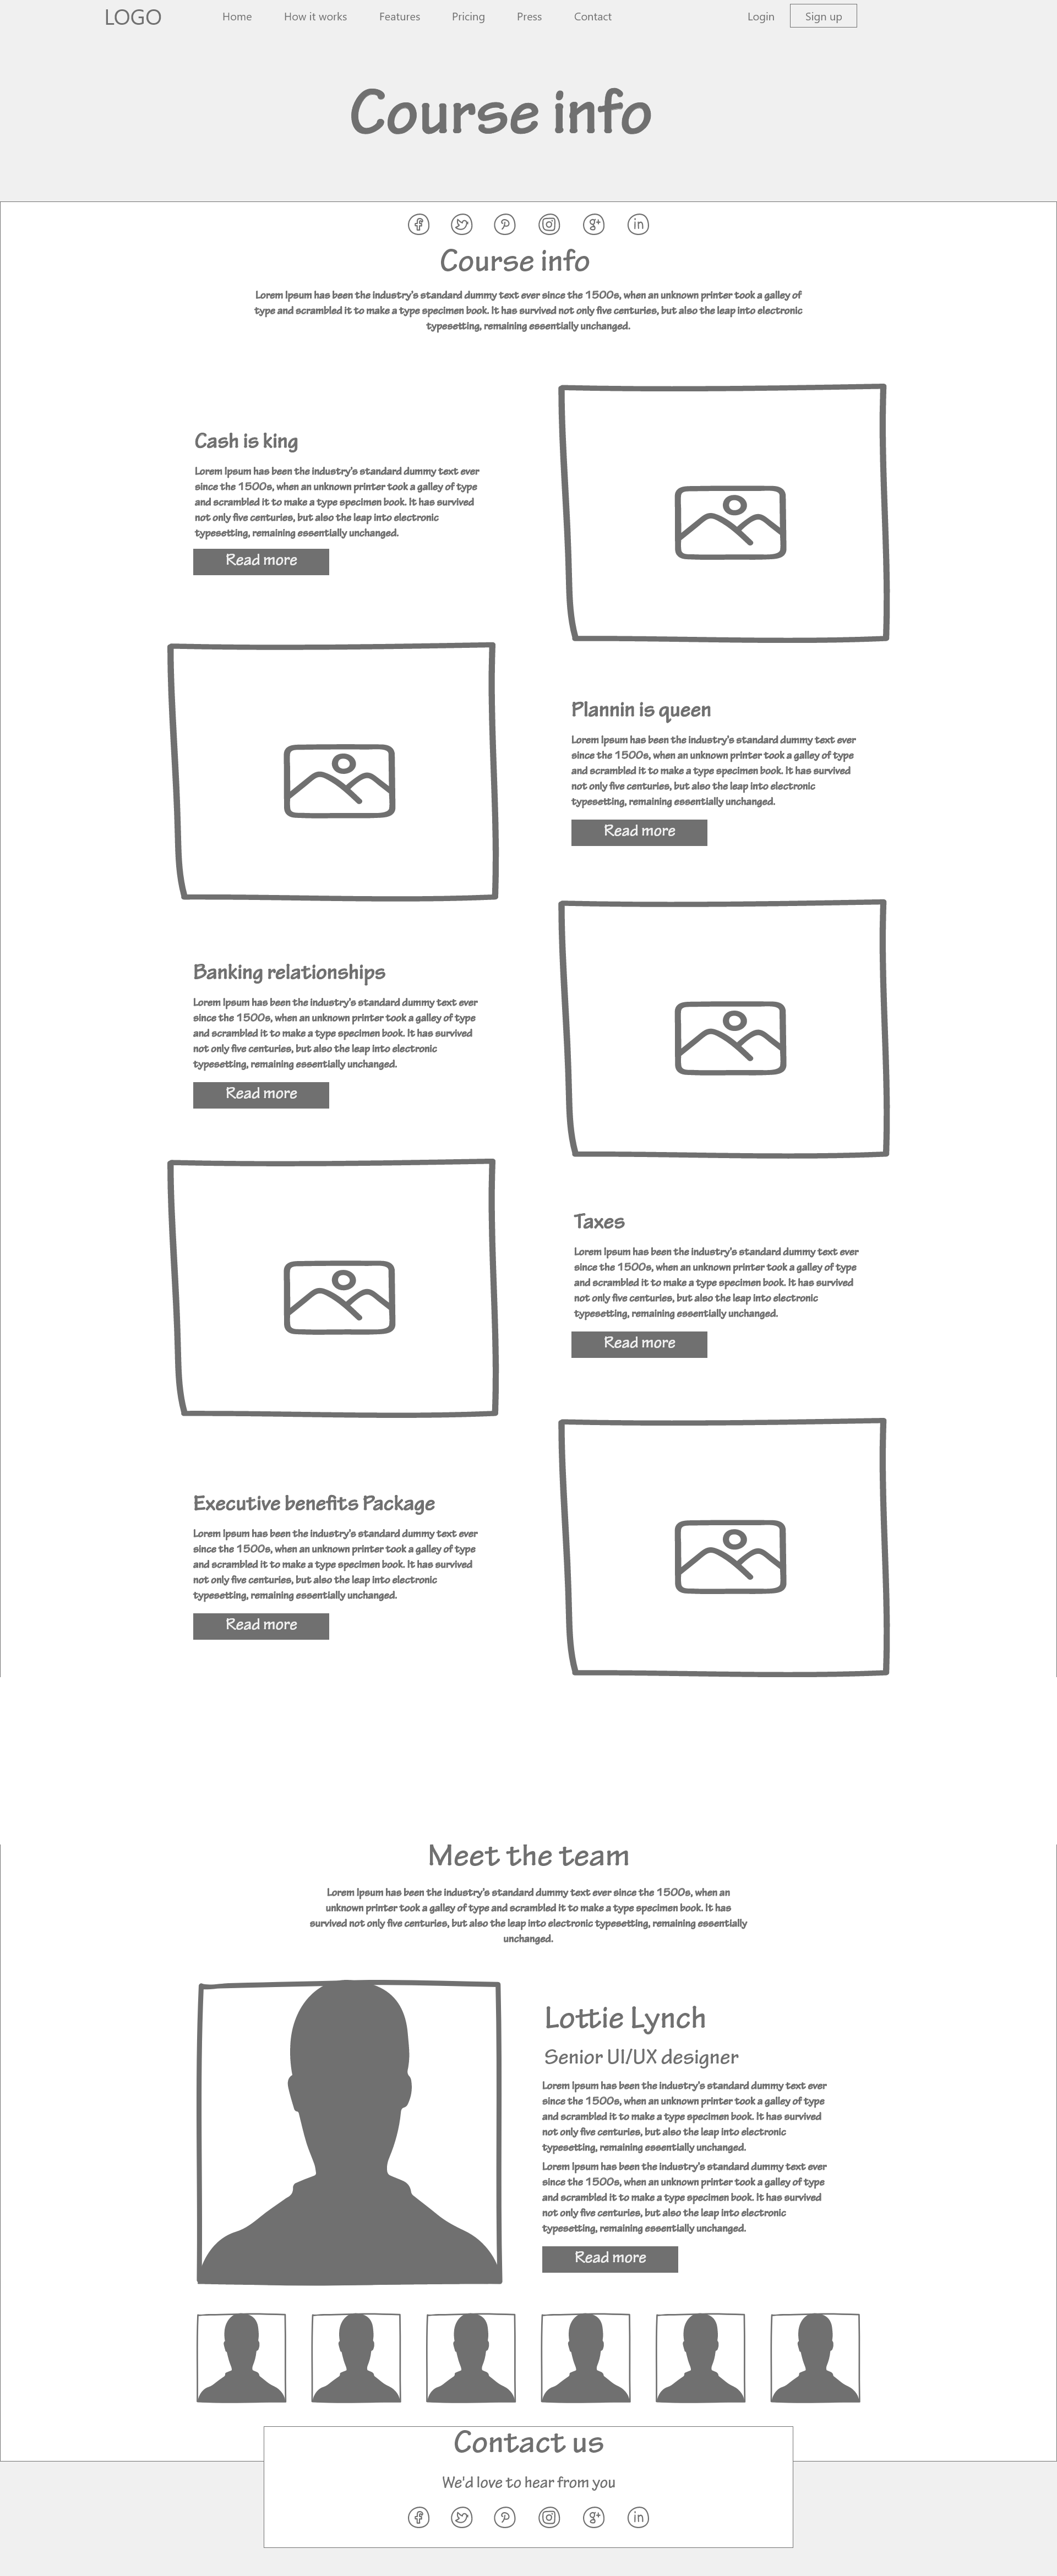 LOGO Home How it works Features Pricing Press Contact Login Sign up
Course info
Course info
Lorem Ipsum has been the industry's standard dummy text ever since the 1500s, when an unknown printer took a galley of
type and scrambled it to make a type specimen book. It has survived not only five centuries, but also the leap into electronic
typesetting, remaining essentially unchanged.
Cash is king
Lorem Ipsum has been the industry's standard dummy text ever
since the 1500s, when an unknown printer took a galley of type
and scrambled it to make a type specimen book. It has survived
not only five centuries, but also the leap into electronic
typesetting, remaining essentially unchanged.
Read more
Plannin is queen
Lorem Ipsum has been the industry's standard dummy text ever
since the 1500s, when an unknown printer took a galley of type
and scrambled it to make a type specimen book. It has survived
not only five centuries, but also the leap into electronic
typesetting, remaining essentially unchanged.
Read more
Banking relationships
Lorem Ipsum has been the industry's standard dummy text ever
since the 1500s, when an unknown printer took a galley of type
and scrambled it to make a type specimen book. It has survived
not only five centuries, but also the leap into electronic
typesetting, remaining essentially unchanged.
Read more
Taxes
Lorem Ipsum has been the industry's standard dummy text ever
since the 1500s, when an unknown printer took a galley of type
and scrambled it to make a type specimen book. It has survived
not only five centuries, but also the leap into electronic
typesetting, remaining essentially unchanged.
Read more
Executive benefits Package
Lorem Ipsum has been the industry's standard dummy text ever
since the 1500s, when an unknown printer took a galley of type
and scrambled it to make a type specimen book. It has survived
not only five centuries, but also the leap into electronic
typesetting, remaining essentially unchanged.
Read more
Meet the team
Lorem Ipsum has been the industry's standard dummy text ever since the 1500s, when an
unknown printer took a galley of type and scrambled it to make a type specimen book. It has
survived not only five centuries, but also the leap into electronic typesetting, remaining essentially
unchanged.
Lottie Lynch
Senior UI/UX designer
Lorem Ipsum has been the industry's standard dummy text ever
since the 1500s, when an unknown printer took a galley of type
and scrambled it to make a type specimen book. It has survived
not only five centuries, but also the leap into electronic
typesetting, remaining essentially unchanged.
Lorem Ipsum has been the industry's standard dummy text ever
since the 1500s, when an unknown printer took a galley of type
and scrambled it to make a type specimen book. It has survived
not only five centuries, but also the leap into electronic
typesetting, remaining essentially unchanged.
Read more
Contact us
We'd love to hear from you